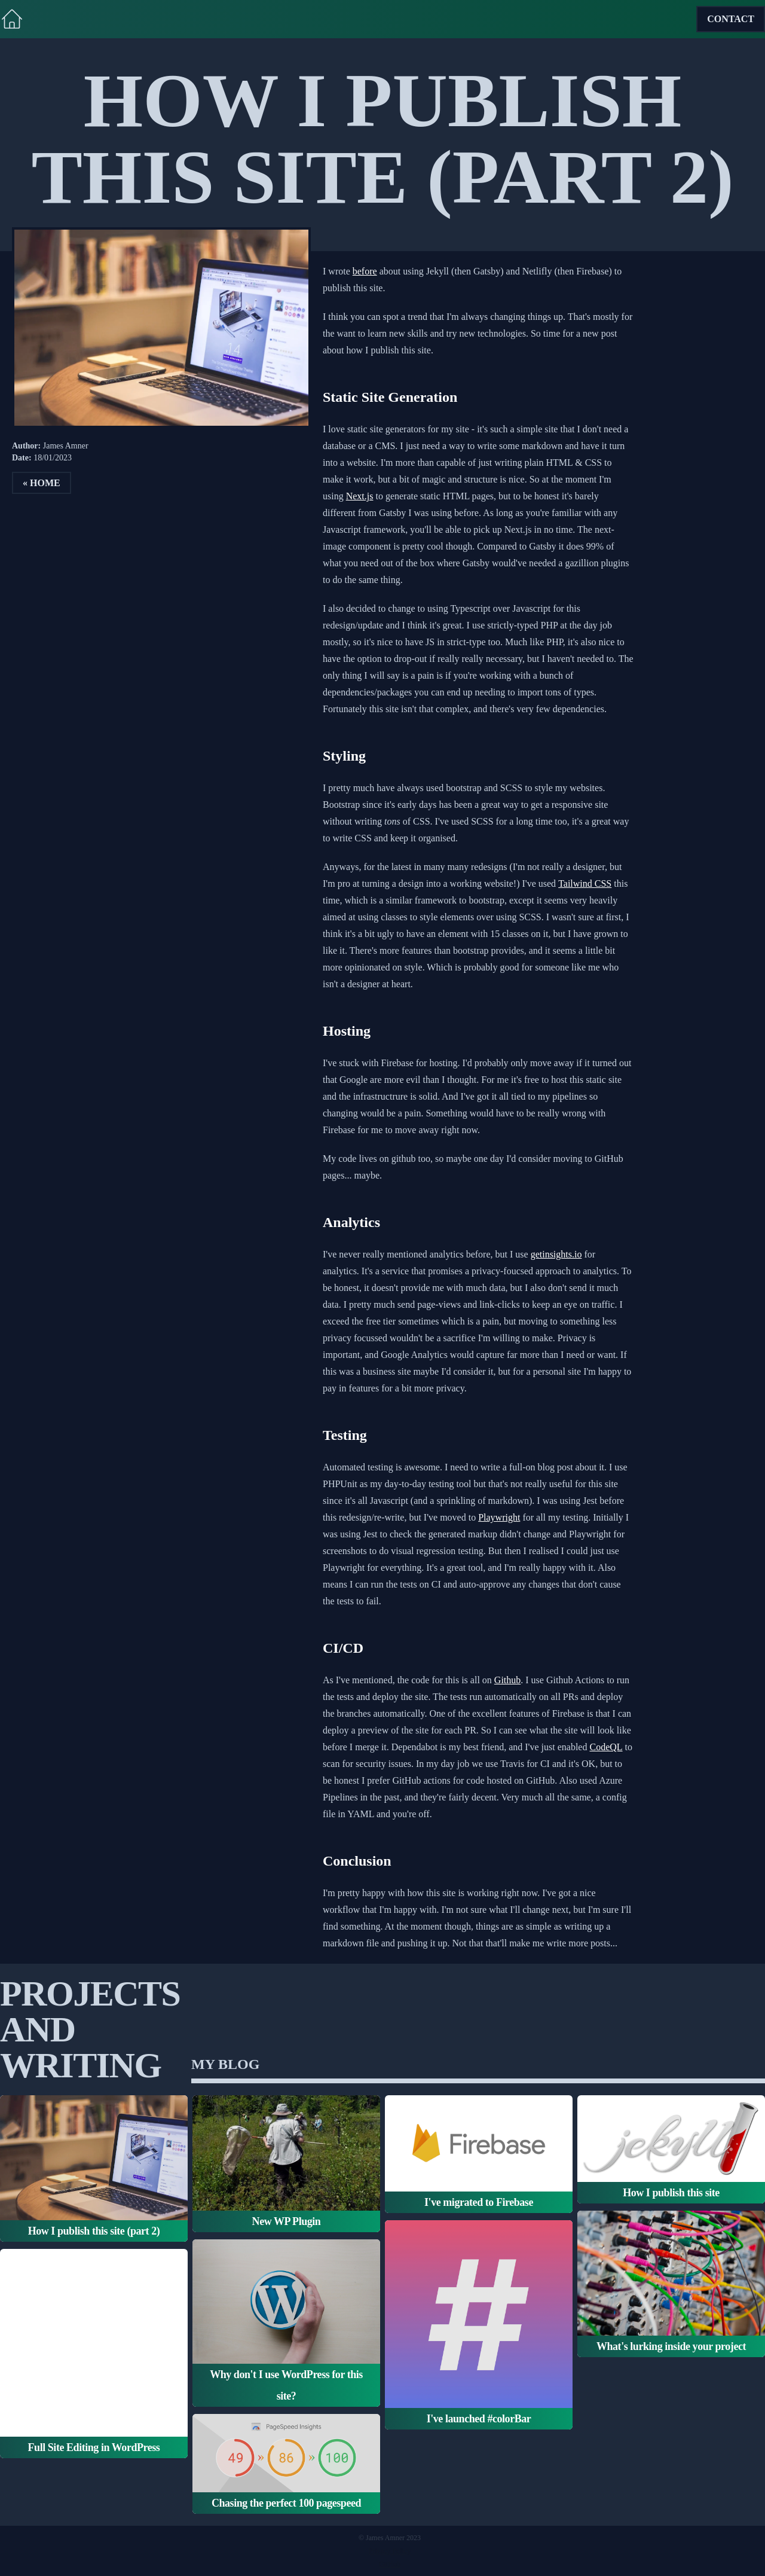 CONTACT
HOW I PUBLISH
THIS SITE (PART 2)
Author: James Amner
Date: 18/01/2023
« HOME
I wrote before about using Jekyll (then Gatsby) and Netlifly (then Firebase) to
publish this site.
I think you can spot a trend that I'm always changing things up. That's mostly for
the want to learn new skills and try new technologies. So time for a new post
about how I publish this site.
Static Site Generation
I love static site generators for my site - it's such a simple site that I don't need a
database or a CMS. I just need a way to write some markdown and have it turn
into a website. I'm more than capable of just writing plain HTML & CSS to
make it work, but a bit of magic and structure is nice. So at the moment I'm
using Next.js to generate static HTML pages, but to be honest it's barely
different from Gatsby I was using before. As long as you're familiar with any
Javascript framework, you'll be able to pick up Next.js in no time. The next-
image component is pretty cool though. Compared to Gatsby it does 99% of
what you need out of the box where Gatsby would've needed a gazillion plugins
to do the same thing.
I also decided to change to using Typescript over Javascript for this
redesign/update and I think it's great. I use strictly-typed PHP at the day job
mostly, so it's nice to have JS in strict-type too. Much like PHP, it's also nice to
have the option to drop-out if really really necessary, but I haven't needed to. The
only thing I will say is a pain is if you're working with a bunch of
dependencies/packages you can end up needing to import tons of types.
Fortunately this site isn't that complex, and there's very few dependencies.
Styling
I pretty much have always used bootstrap and SCSS to style my websites.
Bootstrap since it's early days has been a great way to get a responsive site
without writing tons of CSS. I've used SCSS for a long time too, it's a great way
to write CSS and keep it organised.
Anyways, for the latest in many many redesigns (I'm not really a designer, but
I'm pro at turning a design into a working website!) I've used Tailwind CSS this
time, which is a similar framework to bootstrap, except it seems very heavily
aimed at using classes to style elements over using SCSS. I wasn't sure at first, I
think it's a bit ugly to have an element with 15 classes on it, but I have grown to
like it. There's more features than bootstrap provides, and it seems a little bit
more opinionated on style. Which is probably good for someone like me who
isn't a designer at heart.
Hosting
I've stuck with Firebase for hosting. I'd probably only move away if it turned out
that Google are more evil than I thought. For me it's free to host this static site
and the infrastructrure is solid. And I've got it all tied to my pipelines so
changing would be a pain. Something would have to be really wrong with
Firebase for me to move away right now.
My code lives on github too, so maybe one day I'd consider moving to GitHub
pages... maybe.
Analytics
I've never really mentioned analytics before, but I use getinsights.io for
analytics. It's a service that promises a privacy-foucsed approach to analytics. To
be honest, it doesn't provide me with much data, but I also don't send it much
data. I pretty much send page-views and link-clicks to keep an eye on traffic. I
exceed the free tier sometimes which is a pain, but moving to something less
privacy focussed wouldn't be a sacrifice I'm willing to make. Privacy is
important, and Google Analytics would capture far more than I need or want. If
this was a business site maybe I'd consider it, but for a personal site I'm happy to
pay in features for a bit more privacy.
Testing
Automated testing is awesome. I need to write a full-on blog post about it. I use
PHPUnit as my day-to-day testing tool but that's not really useful for this site
since it's all Javascript (and a sprinkling of markdown). I was using Jest before
this redesign/re-write, but I've moved to Playwright for all my testing. Initially I
was using Jest to check the generated markup didn't change and Playwright for
screenshots to do visual regression testing. But then I realised I could just use
Playwright for everything. It's a great tool, and I'm really happy with it. Also
means I can run the tests on CI and auto-approve any changes that don't cause
the tests to fail.
CI/CD
As I've mentioned, the code for this is all on Github. I use Github Actions to run
the tests and deploy the site. The tests run automatically on all PRs and deploy
the branches automatically. One of the excellent features of Firebase is that I can
deploy a preview of the site for each PR. So I can see what the site will look like
before I merge it. Dependabot is my best friend, and I've just enabled CodeQL to
scan for security issues. In my day job we use Travis for CI and it's OK, but to
be honest I prefer GitHub actions for code hosted on GitHub. Also used Azure
Pipelines in the past, and they're fairly decent. Very much all the same, a config
file in YAML and you're off.
Conclusion
I'm pretty happy with how this site is working right now. I've got a nice
workflow that I'm happy with. I'm not sure what I'll change next, but I'm sure I'll
find something. At the moment though, things are as simple as writing up a
markdown file and pushing it up. Not that that'll make me write more posts...
PROJECTS
AND
WRITING
MY BLOG
How I publish this site (part 2)
Full Site Editing in WordPress
New WP Plugin
W
Why don't I use WordPress for this
site?
PageSpeed Insights
49 » 86 » 100
Chasing the perfect 100 pagespeed
Firebase
I've migrated to Firebase
#
I've launched #colorBar
jekyll
How I publish this site
What's lurking inside your project
© James Amner 2023